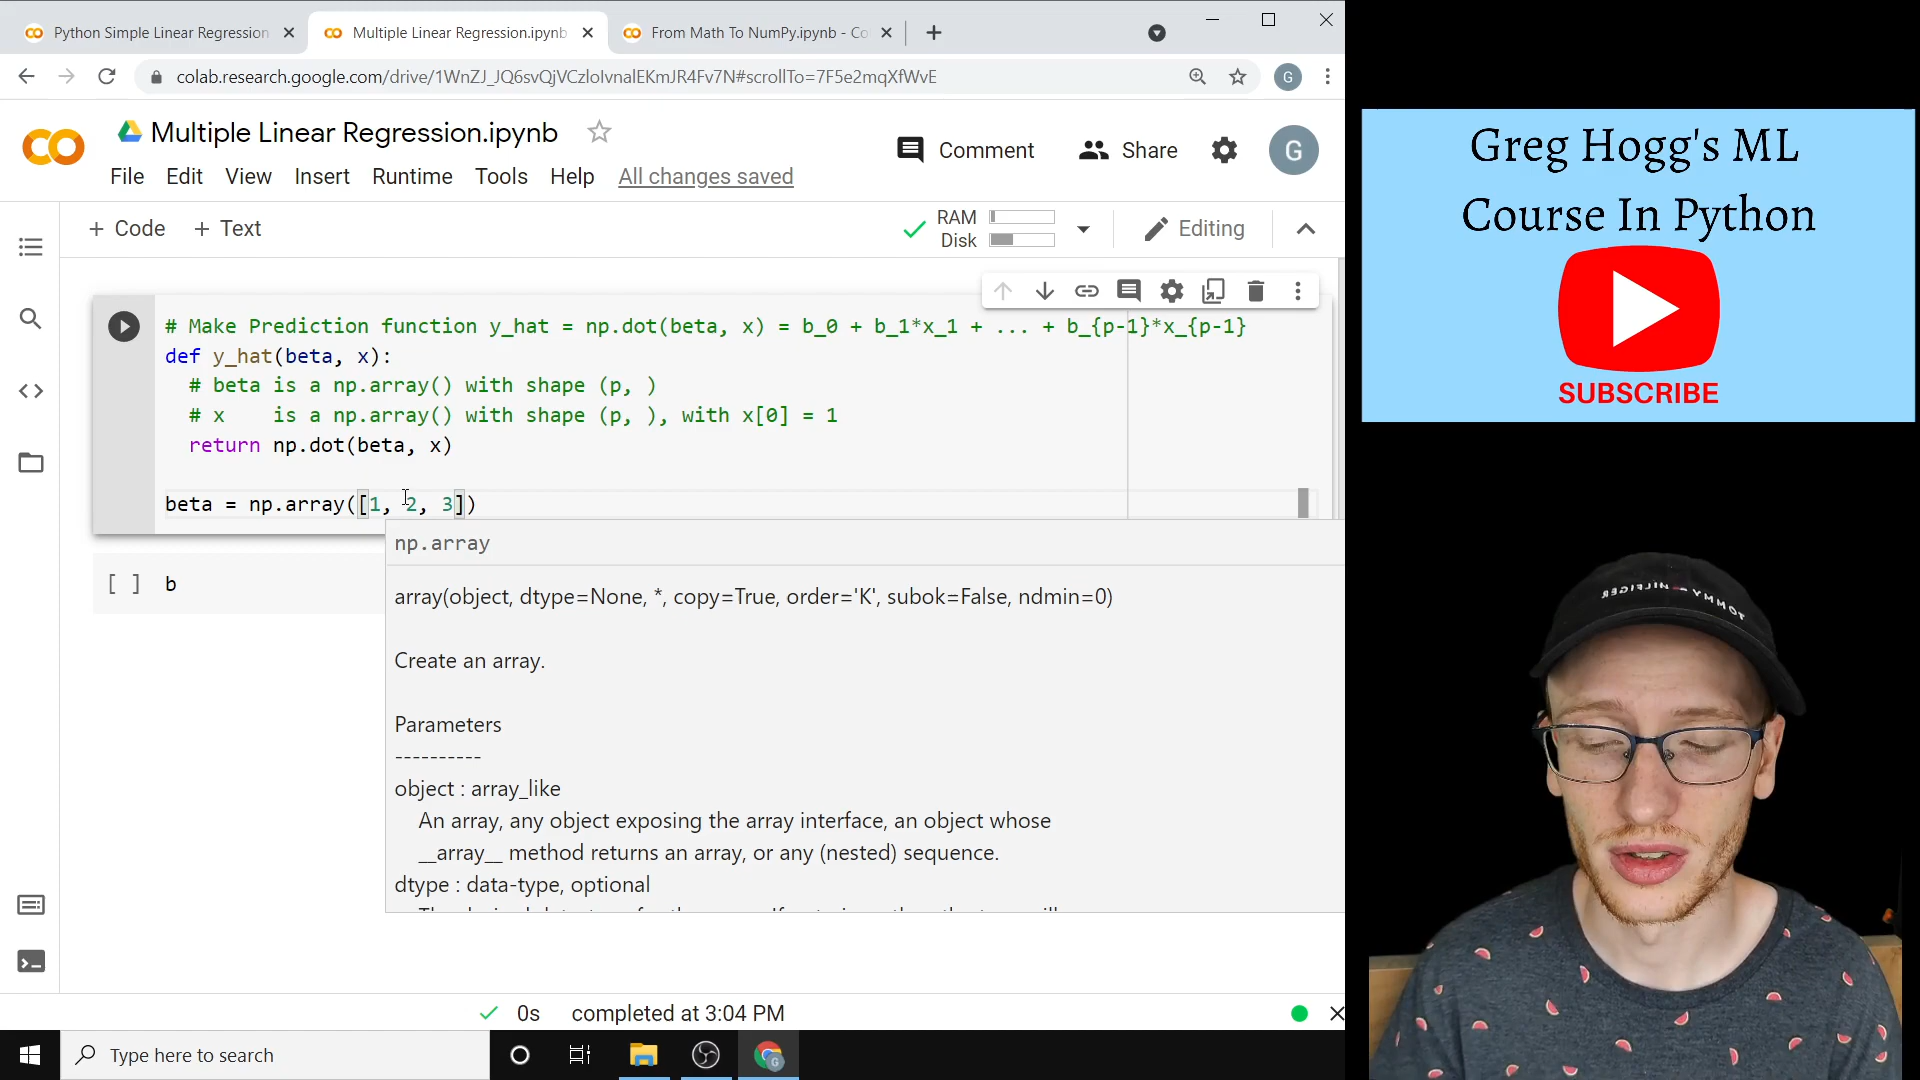 Python Simple Linear Regression
Multiple Linear Regression.ipynb
From Math To NumPy.ipynb - Co
colab.research.google.com/drive/1WnZJ_JQ6svQjVCzloIvnalEKmJR4Fv7N#scrollTo=7F5e2mqXfWvE
G
Multiple Linear Regression.ipynb
Comment
Share
G
File Edit View Insert Runtime Tools Help All changes saved
+ Code + Text
RAM
Disk
Editing
# Make Prediction function y_hat = np.dot(beta, x) = b_0 + b_1*x_1 + ... + b_{p-1}*x_{p-1}
def y_hat(beta, x):
# beta is a np.array() with shape (p, )
# x    is a np.array() with shape (p, ), with x[0] = 1
return np.dot(beta, x)
beta = np.array([1, 2, 3])
np.array
[ ] b
array(object, dtype=None, *, copy=True, order='K', subok=False, ndmin=0)
Create an array.
Parameters
----------
object : array_like
An array, any object exposing the array interface, an object whose
__array__ method returns an array, or any (nested) sequence.
dtype : data-type, optional
0s completed at 3:04 PM
Type here to search
Greg Hogg's ML
Course In Python
SUBSCRIBE
TOMMY HILFIGER